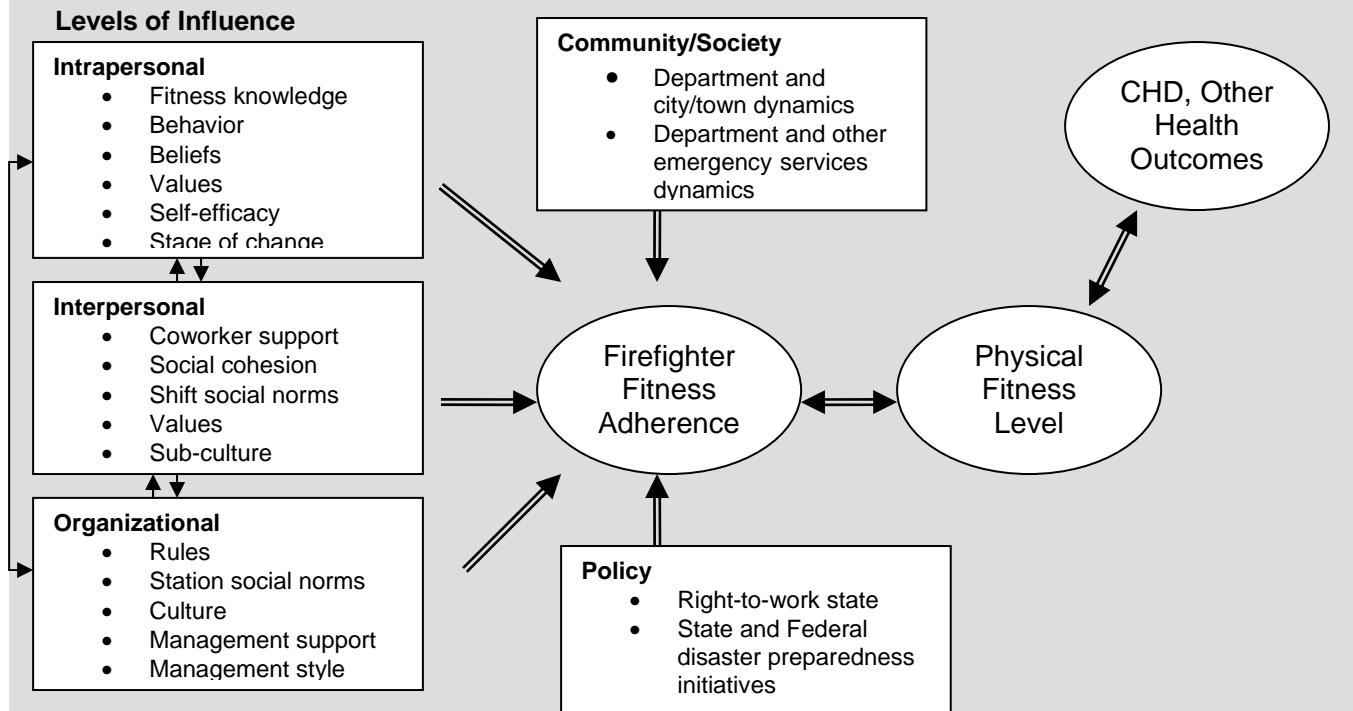 Levels of Influence
Intrapersonal
• Fitness knowledge
• Behavior
• Beliefs
• Values
• Self-efficacy
• Stage of change
Interpersonal
• Coworker support
• Social cohesion
• Shift social norms
• Values
• Sub-culture
Organizational
• Rules
• Station social norms
• Culture
• Management support
• Management style
Community/Society
• Department and
city/town dynamics
• Department and other
emergency services
dynamics
Firefighter
Fitness
Adherence
Policy
• Right-to-work state
• State and Federal
disaster preparedness
initiatives
Physical
Fitness
Level
CHD, Other
Health
Outcomes